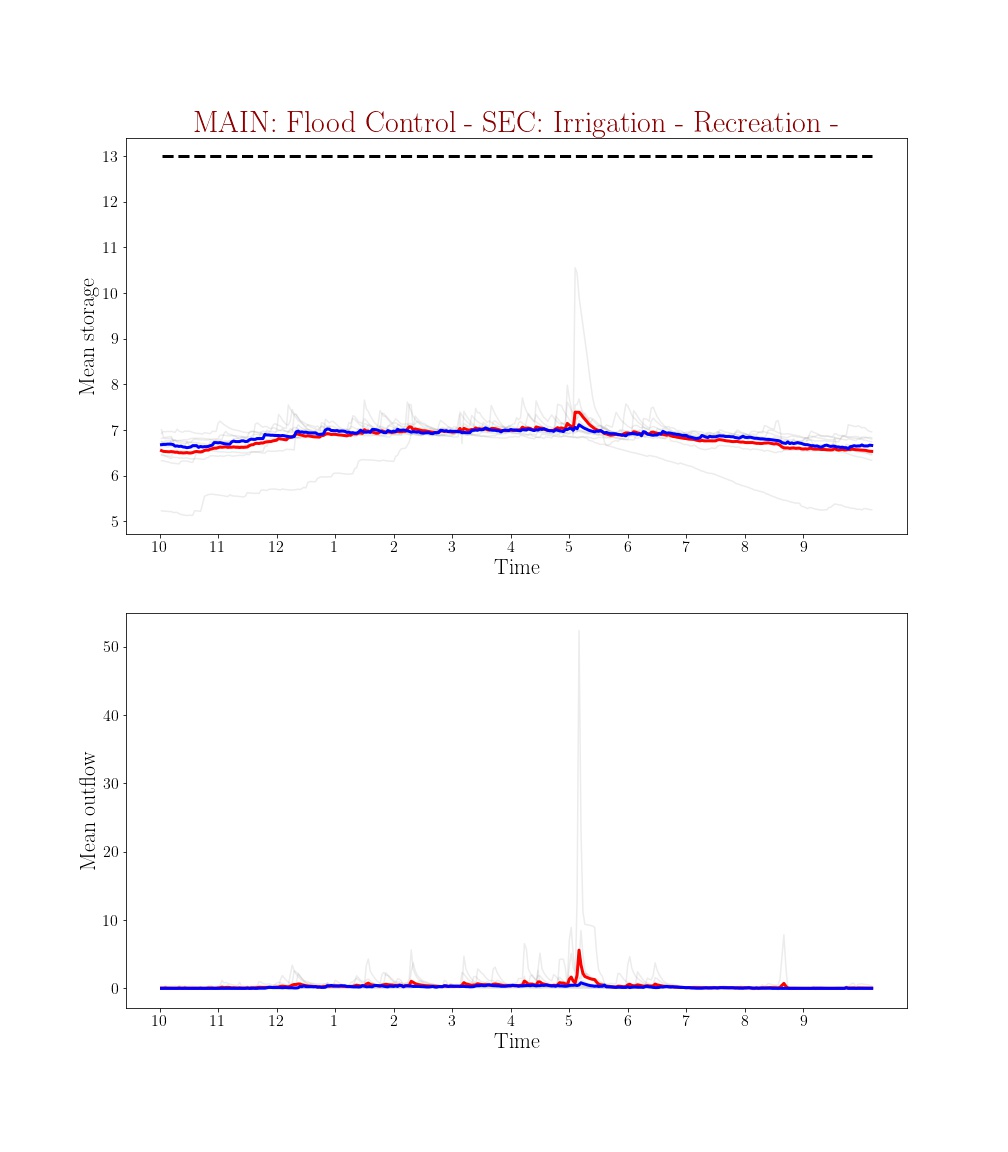 MAIN: Flood Control - SEC: Irrigation - Recreation -
13
12
11
10
9
8
7
6
5
Mean storage
10 11 12 1 2 3 4 5 6 7 8 9
Time
50
40
30
20
10
0
Mean outflow
10 11 12 1 2 3 4 5 6 7 8 9
Time